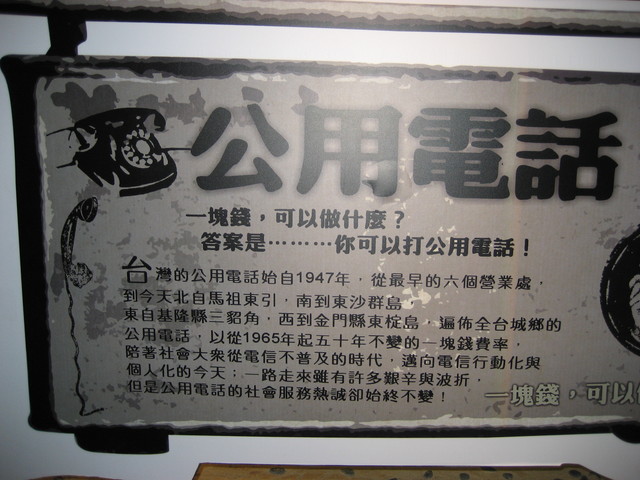 公用電話
一塊錢，可以做什麼？
答案是………你可以打公用電話！
台灣的公用電話始自1947年，從最早的六個營業處，
到今天北自馬祖東引，南到東沙群島，
東自基隆縣三貂角，西到金門縣東椗島，遍佈全台城鄉的
公用電話，以從1965年起五十年不變的一塊錢費率，
陪著社會大眾從電信不普及的時代，邁向電信行動化與
個人化的今天；一路走來雖有許多艱辛與波折，
但是公用電話的社會服務熱誠卻始終不變！
一塊錢，可以